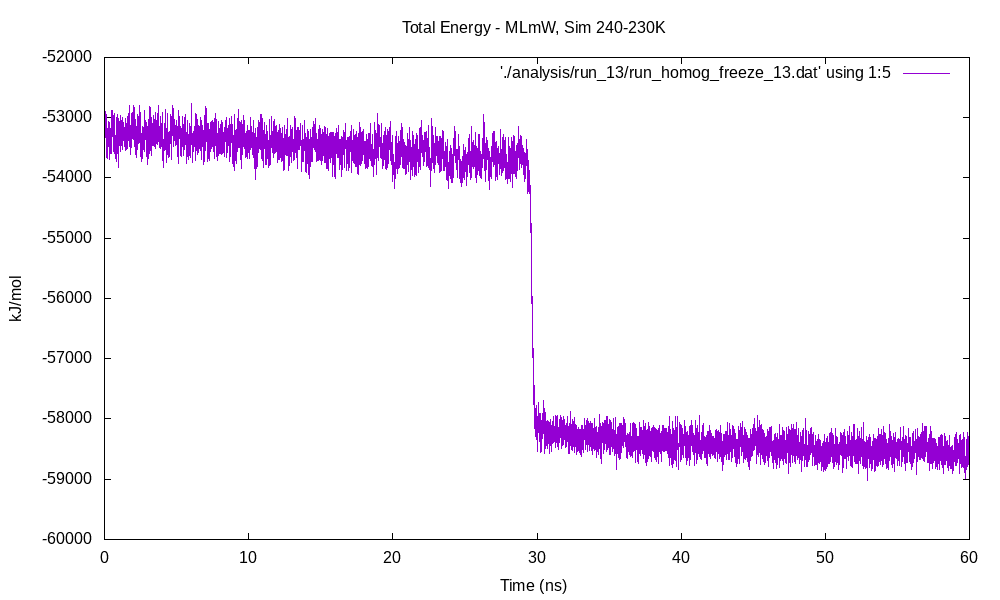 Total Energy - MLmW, Sim 240-230K
'./analysis/run_13/run_homog_freeze_13.dat' using 1:5
-52000
-53000
-54000
-55000
-56000
-57000
-58000
-59000
-60000
kJ/mol
0 10 20 30 40 50 60
Time (ns)